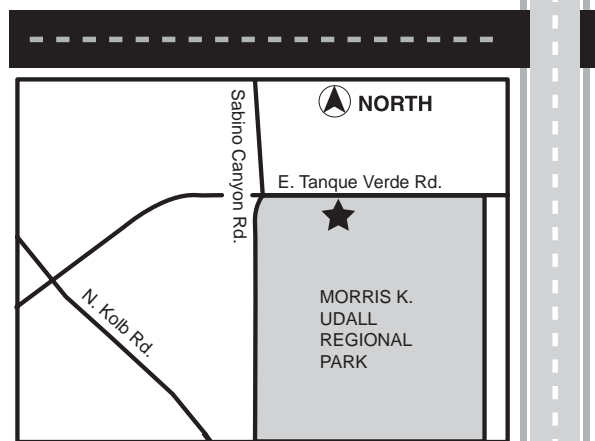 NORTH
Sabino Canyon Rd.
E. Tanque Verde Rd.
N. Kolb Rd.
MORRIS K.
UDALL
REGIONAL
PARK